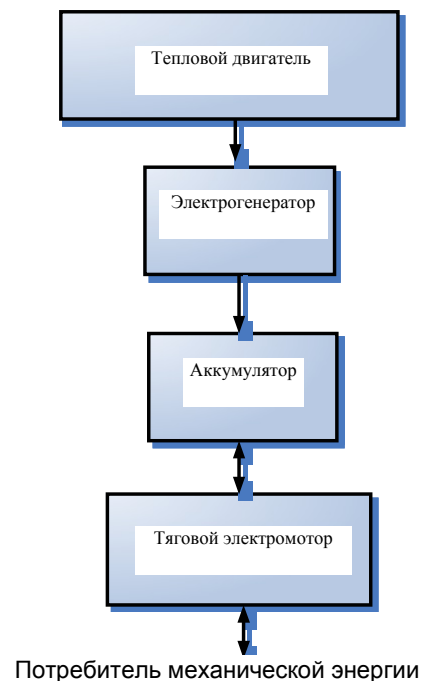 Тепловой двигатель
Электрогенератор
Аккумулятор
Тяговой электромотор
Потребитель механической энергии